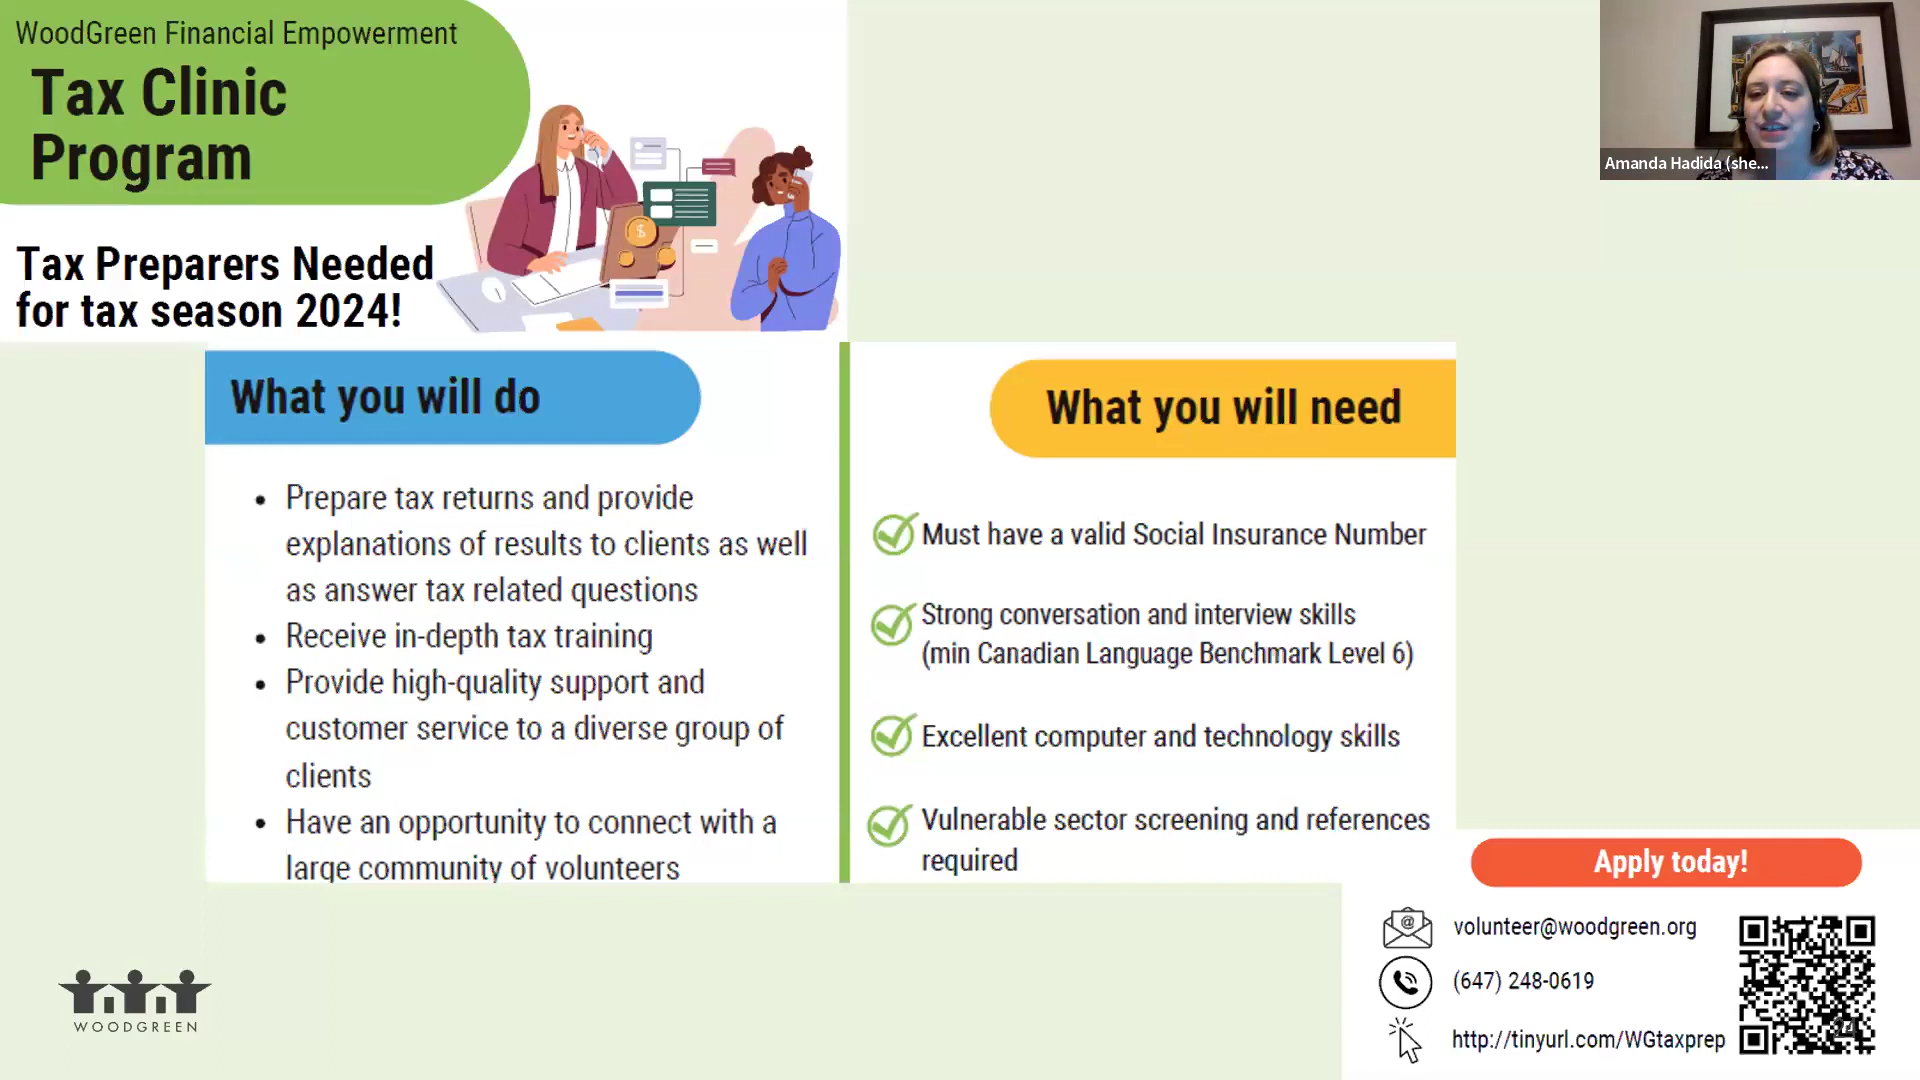 WoodGreen Financial Empowerment
Tax Clinic
Program
Tax Preparers Needed
for tax season 2024!
Amanda Hadida (she...
What you will do
• Prepare tax returns and provide
explanations of results to clients as well
as answer tax related questions
• Receive in-depth tax training
• Provide high-quality support and
customer service to a diverse group of
clients
• Have an opportunity to connect with a
large community of volunteers
What you will need
Must have a valid Social Insurance Number
Strong conversation and interview skills
(min Canadian Language Benchmark Level 6)
Excellent computer and technology skills
Vulnerable sector screening and references
required
Apply today!
volunteer@woodgreen.org
(647) 248-0619
http://tinyurl.com/WGtaxprep
WOODGREEN